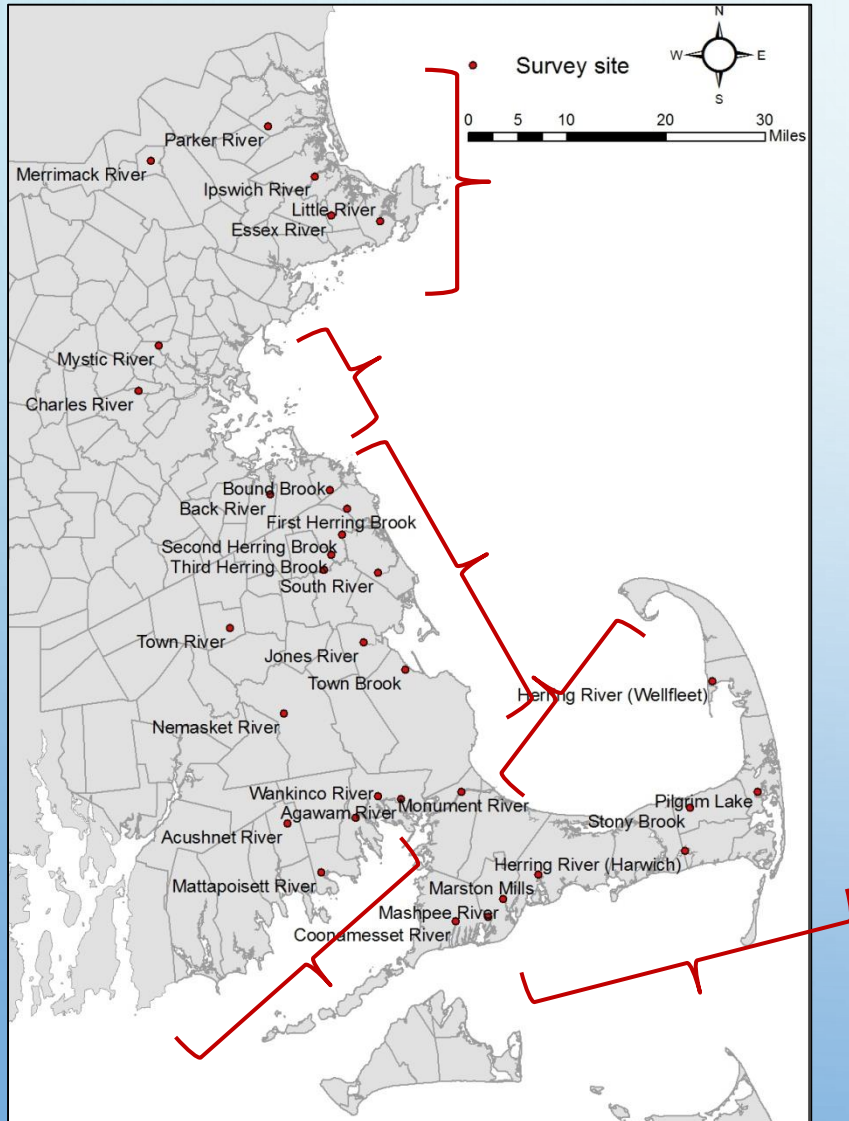 N
W E
S
Survey site
0 5 10 20 30
Miles
Parker River
Merrimack River
Ipswich River
Little River
Essex River
Mystic River
Charles River
Bound Brook
Back River
First Herring Brook
Second Herring Brook
Third Herring Brook
South River
Town River
Jones River
Town Brook
Herring River (Wellfleet)
Nemasket River
Wankinco River
Agawam River
Monument River
Pilgrim Lake
Stony Brook
Acushnet River
Herring River (Harwich)
Mattapoisett River
Marston Mills
Mashpee River
Coonamesset River